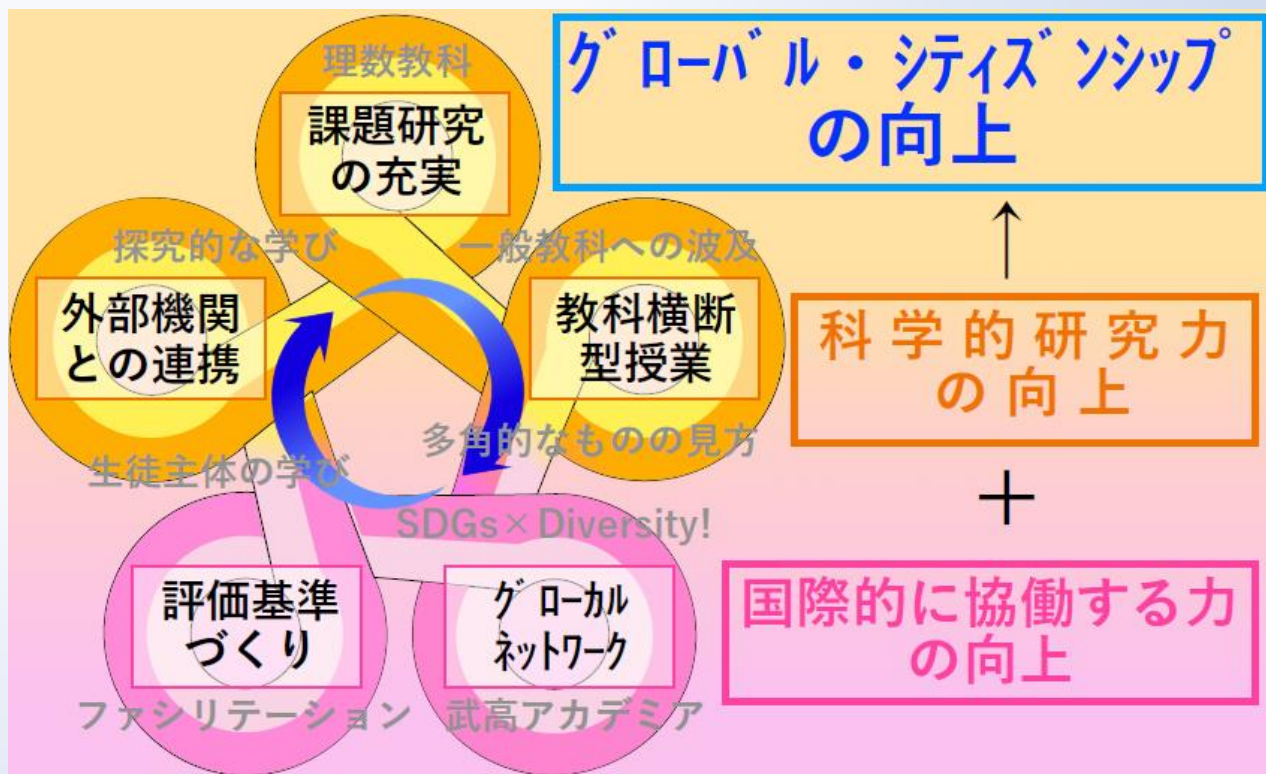 理数教科
課題研究
の充実
グローバル・シティズンシップ
の向上
探究的な学び
一般教科への波及
外部機関
との連携
教科横断
型授業
↑
科学的研究力
の向上
生徒主体の学び
多角的なものの見方
+
SDGs×Diversity!
評価基準
づくり
グローカル
ネットワーク
国際的に協働する力
の向上
ファシリテーション
武高アカデミア